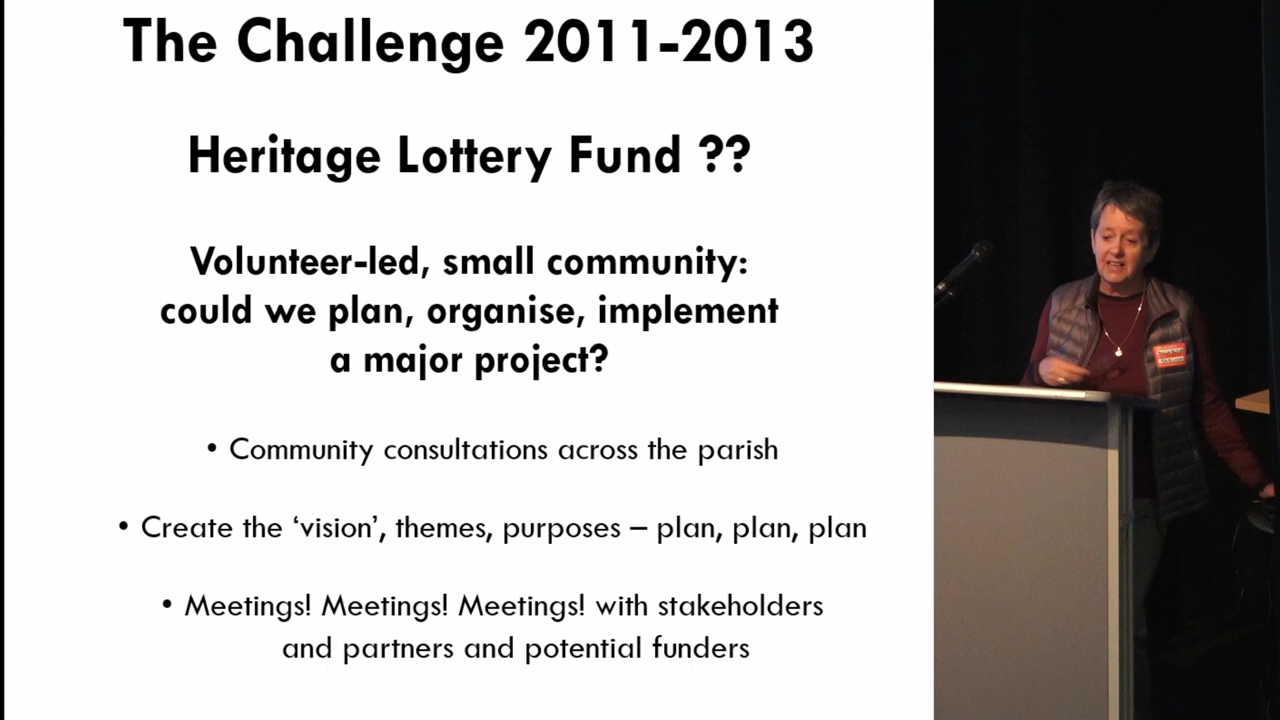 The Challenge 2011-2013
Heritage Lottery Fund ??
Volunteer-led, small community:
could we plan, organise, implement
a major project?
• Community consultations across the parish
• Create the ‘vision’, themes, purposes – plan, plan, plan
• Meetings! Meetings! Meetings! with stakeholders
and partners and potential funders